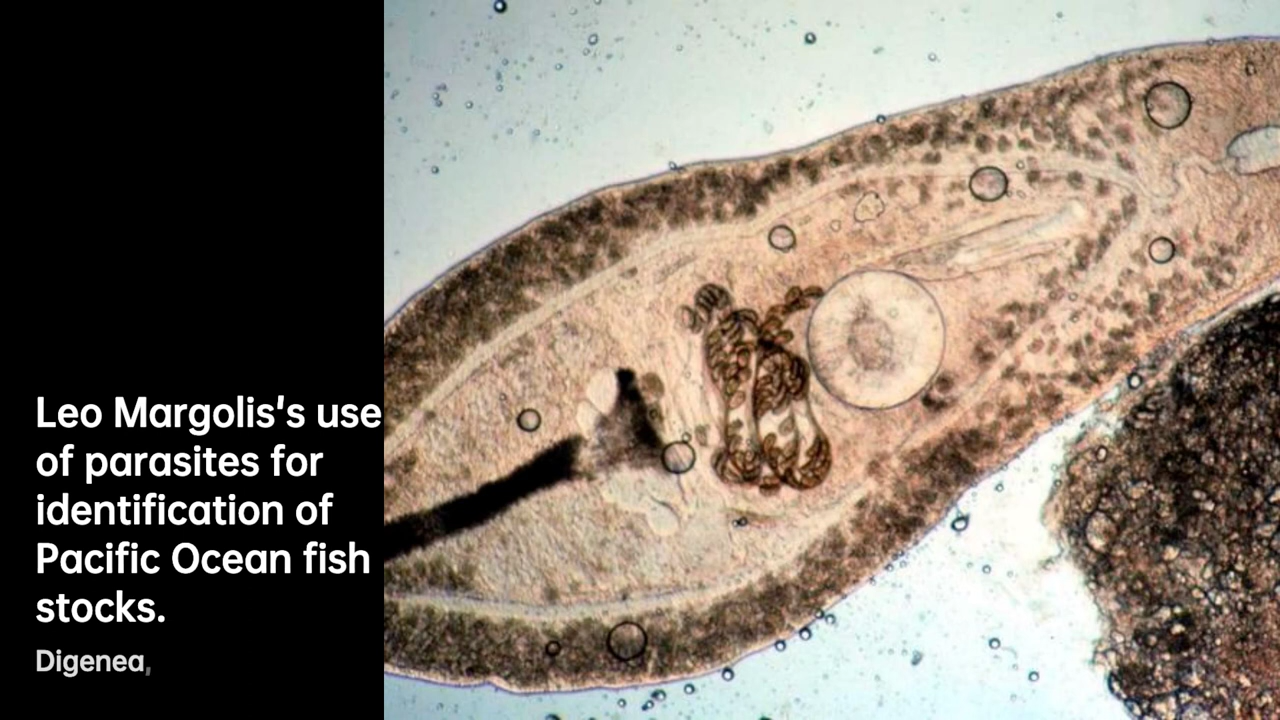 Leo Margolis's use
of parasites for
identification of
Pacific Ocean fish
stocks.
Digenea,